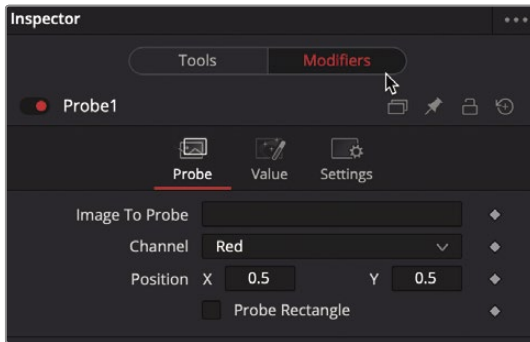 Inspector
Tools Modifiers
Probe1
Probe Value Settings
Image To Probe
Channel Red
Position X 0.5 Y 0.5
Probe Rectangle